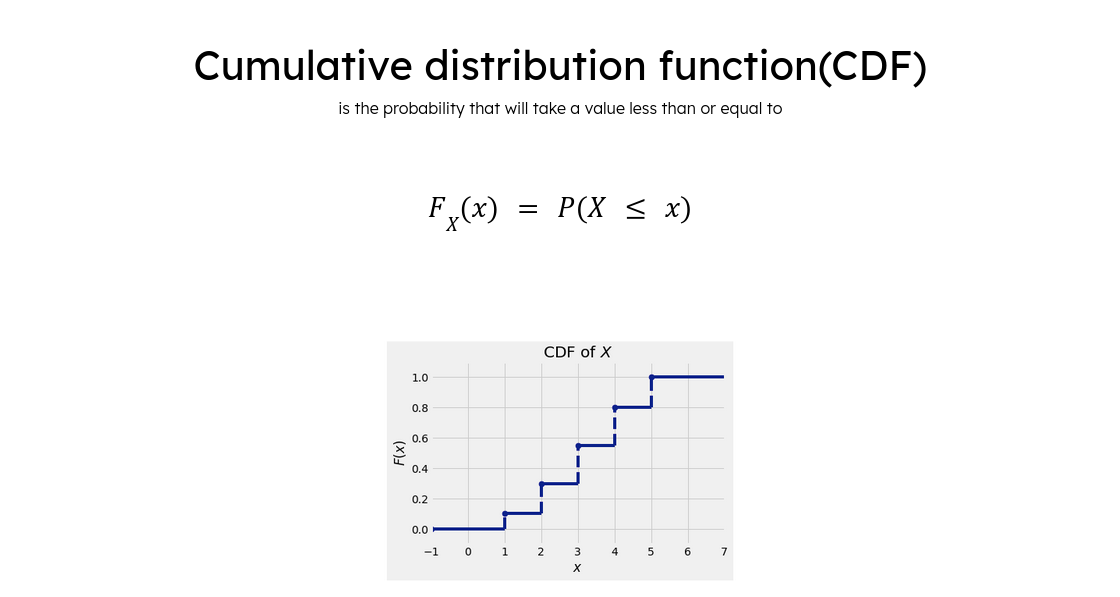 Cumulative distribution function(CDF)
is the probability that will take a value less than or equal to
F_X(x) = P(X ≤ x)
CDF of X
1.0
0.8
0.6
0.4
0.2
0.0
F(x)
−1 0 1 2 3 4 5 6 7
x